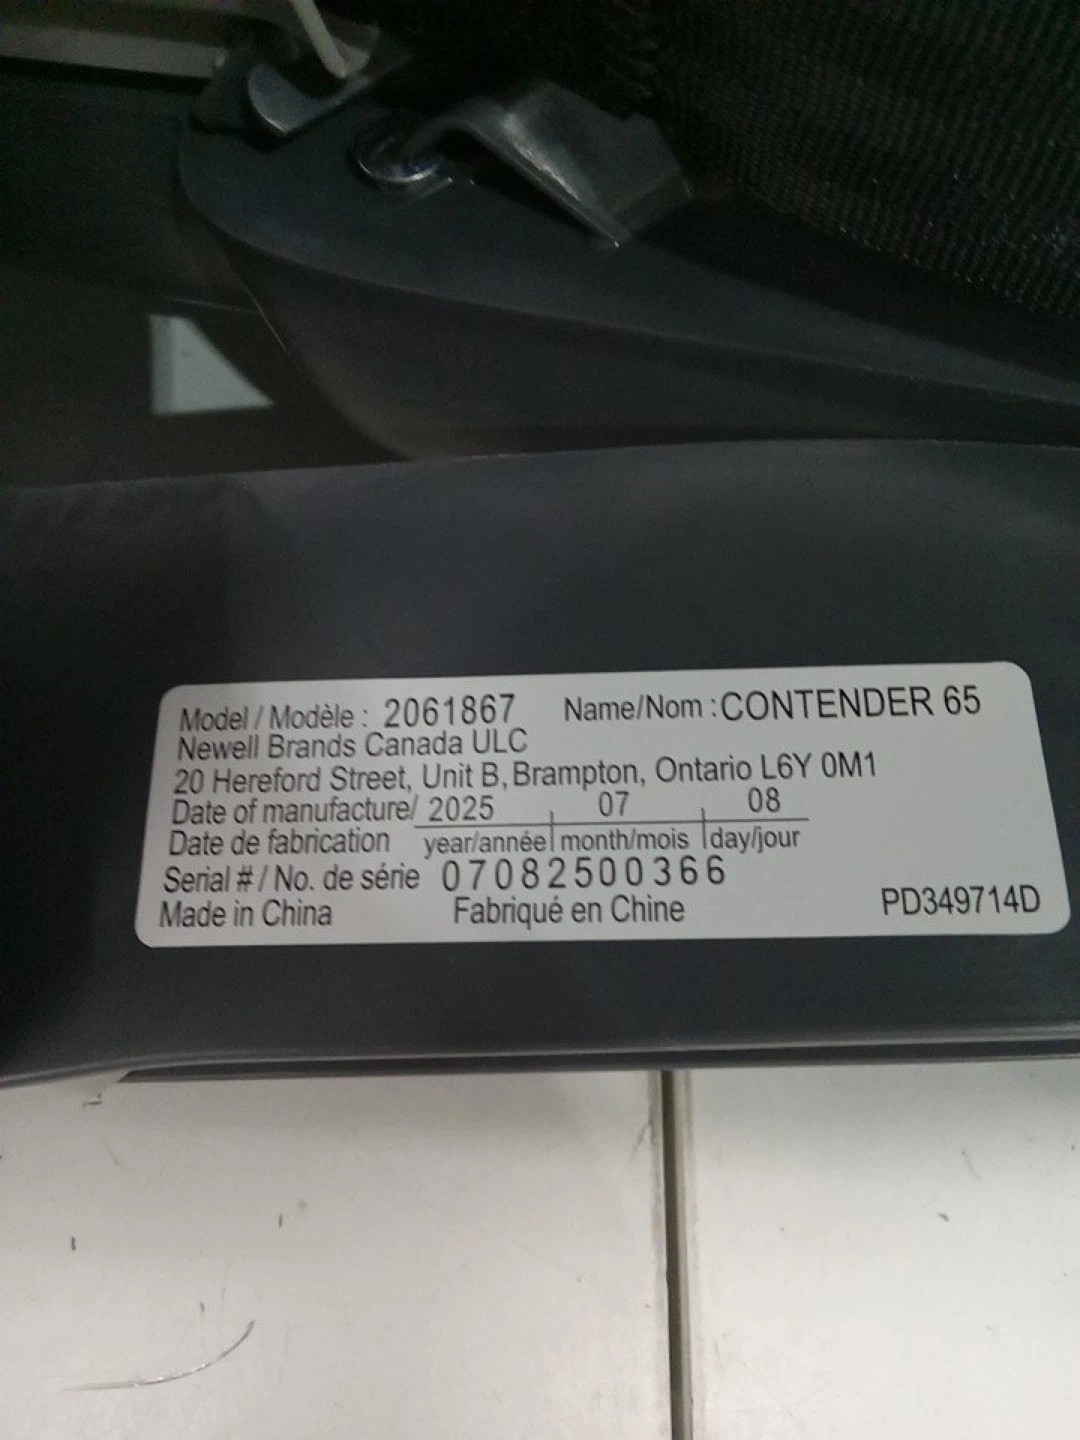 Model / Modèle : 2061867 Name/Nom : CONTENDER 65
Newell Brands Canada ULC
20 Hereford Street, Unit B, Brampton, Ontario L6Y 0M1
Date of manufacture/ 2025 07 08
Date de fabrication year/année month/mois day/jour
Serial # / No. de série 07082500366
Made in China Fabriqué en Chine PD349714D